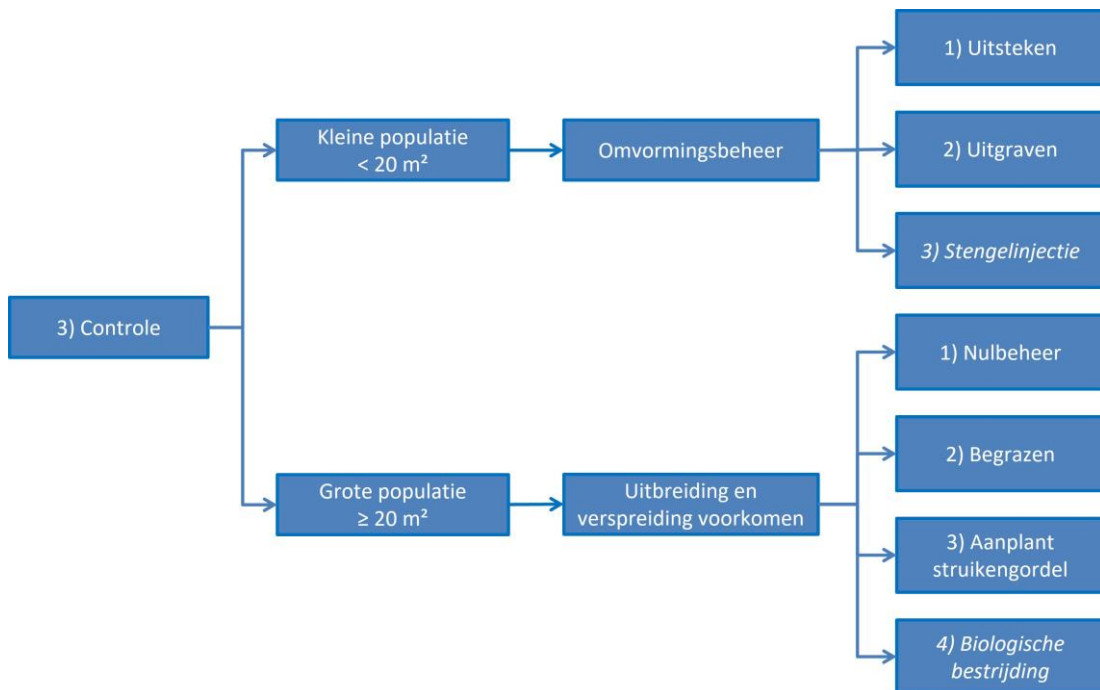 3) Controle
Kleine populatie
< 20 m²
Omvormingsbeheer
1) Uitsteken
2) Uitgraven
3) Stengelinjectie
Grote populatie
≥ 20 m²
Uitbreiding en
verspreiding voorkomen
1) Nulbeheer
2) Begrazen
3) Aanplant
struikengordel
4) Biologische
bestrijding